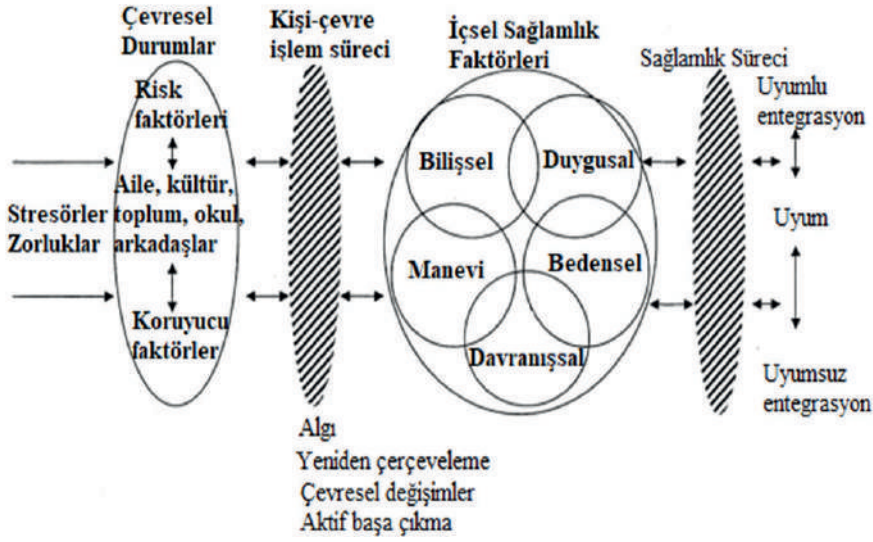 Çevresel
Durumlar
Risk
faktörleri
Aile, kültür,
toplum, okul,
arkadaşlar
Koruyucu
faktörler
Stresörler
Zorluklar
Kişi-çevre
işlem süreci
Algı
Yeniden çerçeveleme
Çevresel değişimler
Aktif başa çıkma
İçsel Sağlamlık
Faktörleri
Bilişsel
Duygusal
Manevi
Bedensel
Davranışsal
Sağlamlık Süreci
Uyumlu
entegrasyon
Uyum
Uyumsuz
entegrasyon